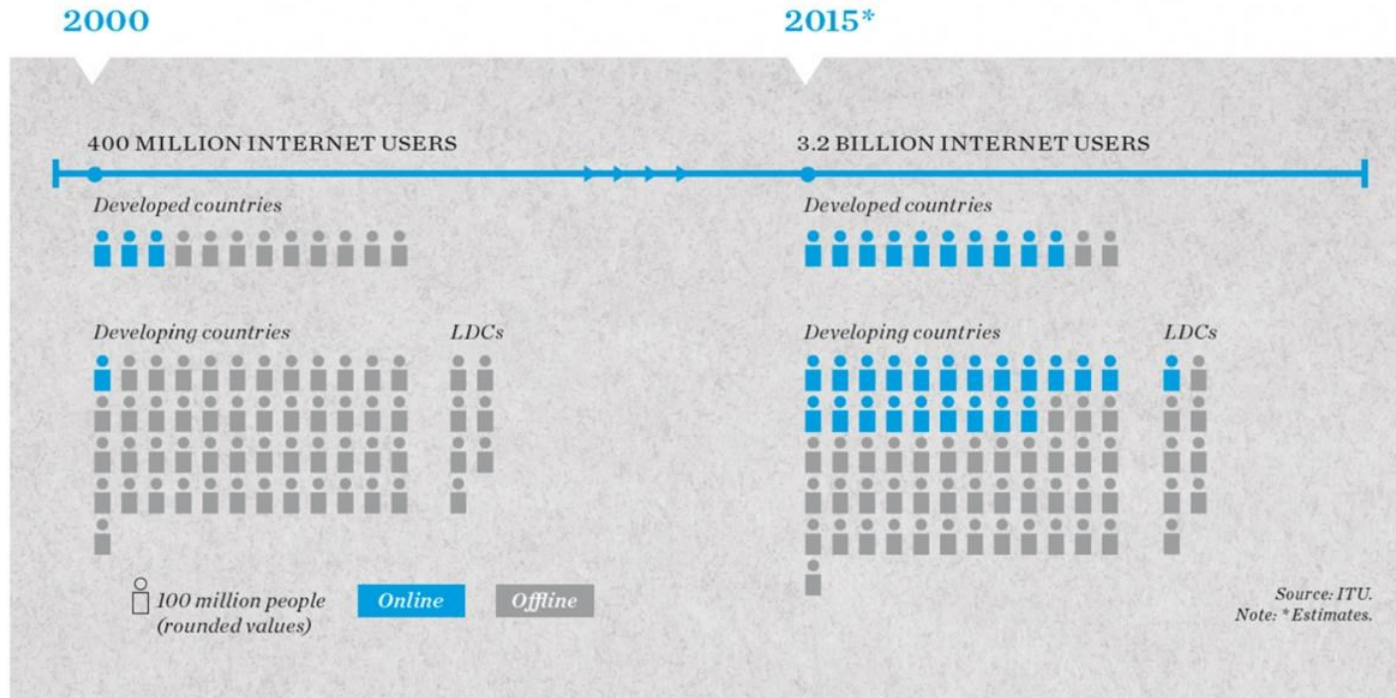 2000
2015*
400 MILLION INTERNET USERS
3.2 BILLION INTERNET USERS
Developed countries
Developed countries
Developing countries
LDCs
Developing countries
LDCs
100 million people
(rounded values)
Online
Offline
Source: ITU.
Note: *Estimates.